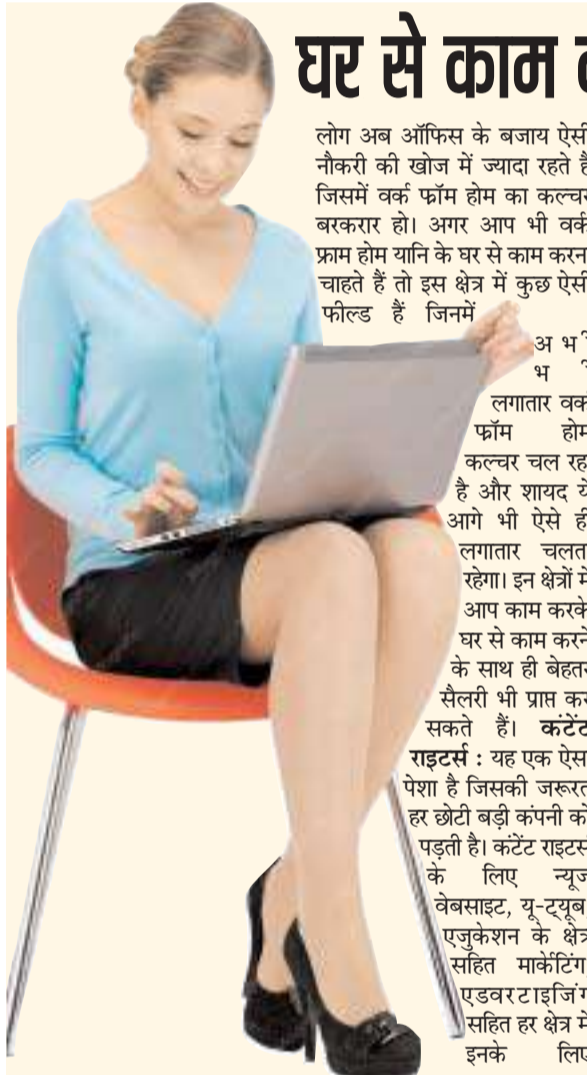 घर से काम
लोग अब ऑफिस के बजाय ऐसी
नौकरी की खोज में ज्यादा रहते हैं
जिसमें वर्क फ्रॉम होम का कल्चर
बरकरार हो। अगर आप भी वर्क
फ्राम होम यानि के घर से काम करन
चाहते हैं तो इस क्षेत्र में कुछ ऐसी
फील्ड हैं जिनमें
लगातार वर्क
फ्रॉम होम
कल्चर चल रह
है और शायद ये
आगे भी ऐसे ही
लगातार चलत
रहेगा। इन क्षेत्रों में
आप काम करके
घर से काम करने
के साथ ही बेहतर
सैलरी भी प्राप्त कर
सकते हैं। कंटेंट
राइटर्स : यह एक ऐस
पेशा है जिसकी जरूरत
हर छोटी बड़ी कंपनी को
पड़ती है। कंटेंट राइटर्स
के लिए न्यूज
वेबसाइट, यू-ट्यूब
एजुकेशन के क्षेत्र
सहित मार्केटिंग
एडवरटाइजिंग
सहित हर क्षेत्र में
इनके लिए